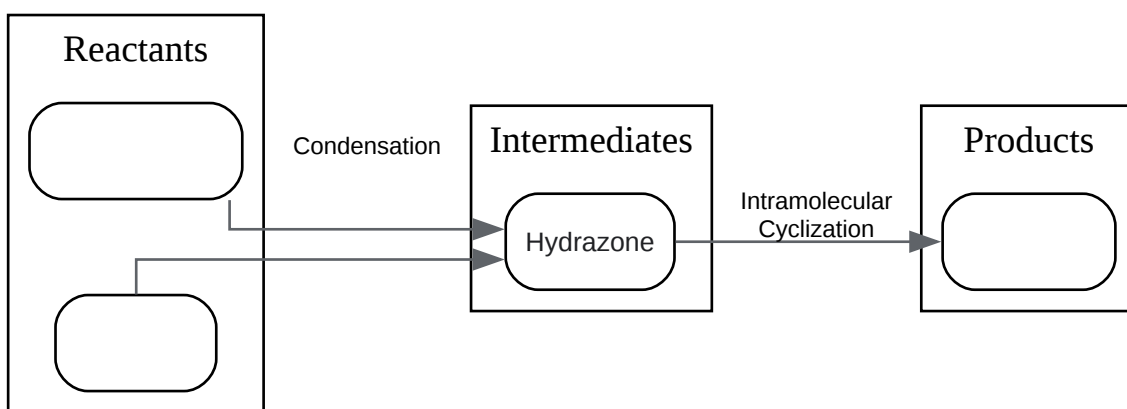 Reactants
Condensation
Intermediates
Hydrazone
Intramolecular
Cyclization
Products